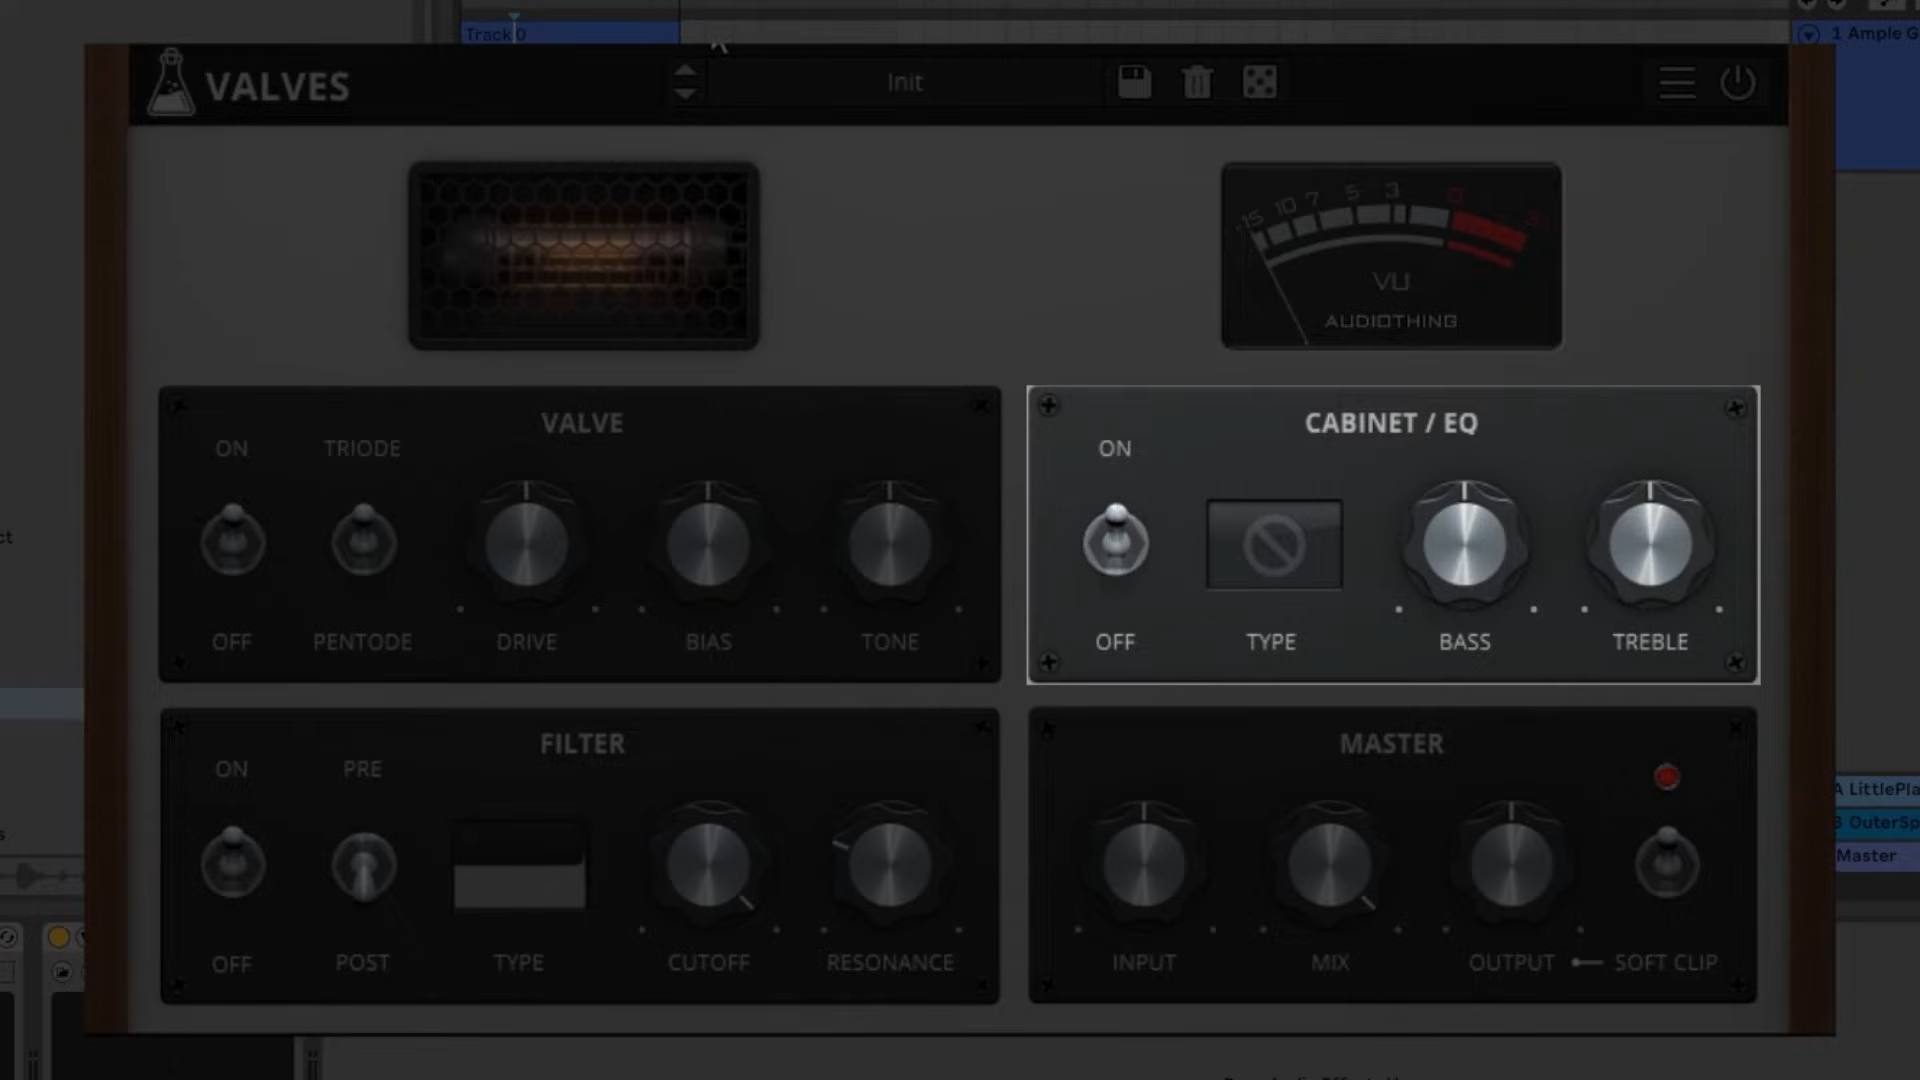 Track 0
1 Ample G
VALVES
Init
15 10 7 5 3 0
VU
AUDIOTHING
VALVE
ON TRIODE
OFF PENTODE DRIVE BIAS TONE
CABINET / EQ
ON
OFF TYPE BASS TREBLE
ct
FILTER
ON PRE
OFF POST TYPE CUTOFF RESONANCE
MASTER
INPUT MIX OUTPUT SOFT CLIP
s
A LittlePla
B OuterSp
Master